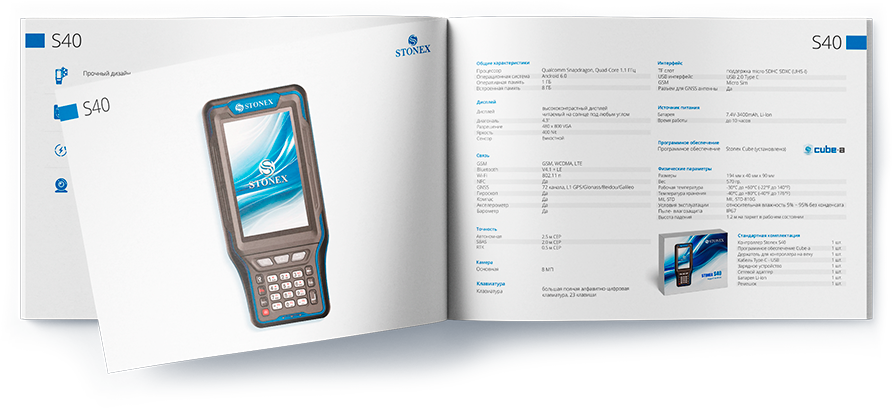 S40
Прочный дизайн
S40
STONEX
STONEX
STONEX
S40
Общие характеристики
Процессор Qualcomm Snapdragon, Quad Core 1.1 ГГц
Операционная система Android 6.0
Оперативная память 1 ГБ
Встроенная память 8 ГБ
Дисплей
Дисплей высококонтрастный дисплей
читаемый на солнце под любым углом
Диагональ 4.3"
Разрешение 480 x 800 VGA
Яркость 400 Nit
Сенсор Емкостной
Связь
GSM GSM, WCDMA, LTE
Bluetooth V4.1 + LE
Wi-Fi 802.11 n
NFC Да
GNSS 72 канала, L1 GPS/Glonass/Beidou/Galileo
Гироскоп Да
Компас Да
Акселерометр Да
Барометр Да
Точность
Автономная 2.5 м CEP
SBAS 2.0 м CEP
RTK 0.5 м CEP
Камера
Основная 8 МП
Клавиатура
Клавиатура большая полная алфавитно-цифровая
клавиатура, 23 клавиши
Интерфейс
TF слот поддержка micro SDHC SDXC (UHS-I)
USB интерфейс USB 2.0 Type C
GSM Micro Sim
Разъем для GNSS антенны Да
Источник питания
Батарея 7.4V-3400mAh, Li-Ion
Время работы до 10 часов
Программное обеспечение
Программное обеспечение Stonex Cube (установлено)
cube-a
Физические параметры
Размеры 194 мм x 40 мм x 90 мм
Вес 570 гр.
Рабочая температура -30°C до +60°C (-22°F до 140°F)
Температура хранения -40°C до +80°C (-40°F до 176°F)
MIL STD MIL-STD-810G
Условия эксплуатации относительная влажность 5% ~ 95% без конденсата
Пыле- влагозащита IP67
Высота падения 1.2 м на паркет в рабочем состоянии
STONEX
STONEX S40
Стандартная комплектация
Контроллер Stonex S40 1 шт.
Программное обеспечение Cube-a 1 шт.
Держатель для контроллера на веху 1 шт.
Кабель Type-C - USB 1 шт.
Зарядное устройство 1 шт.
Сетевой адаптер 1 шт.
Батарея Li-Ion 1 шт.
Ремешок 1 шт.